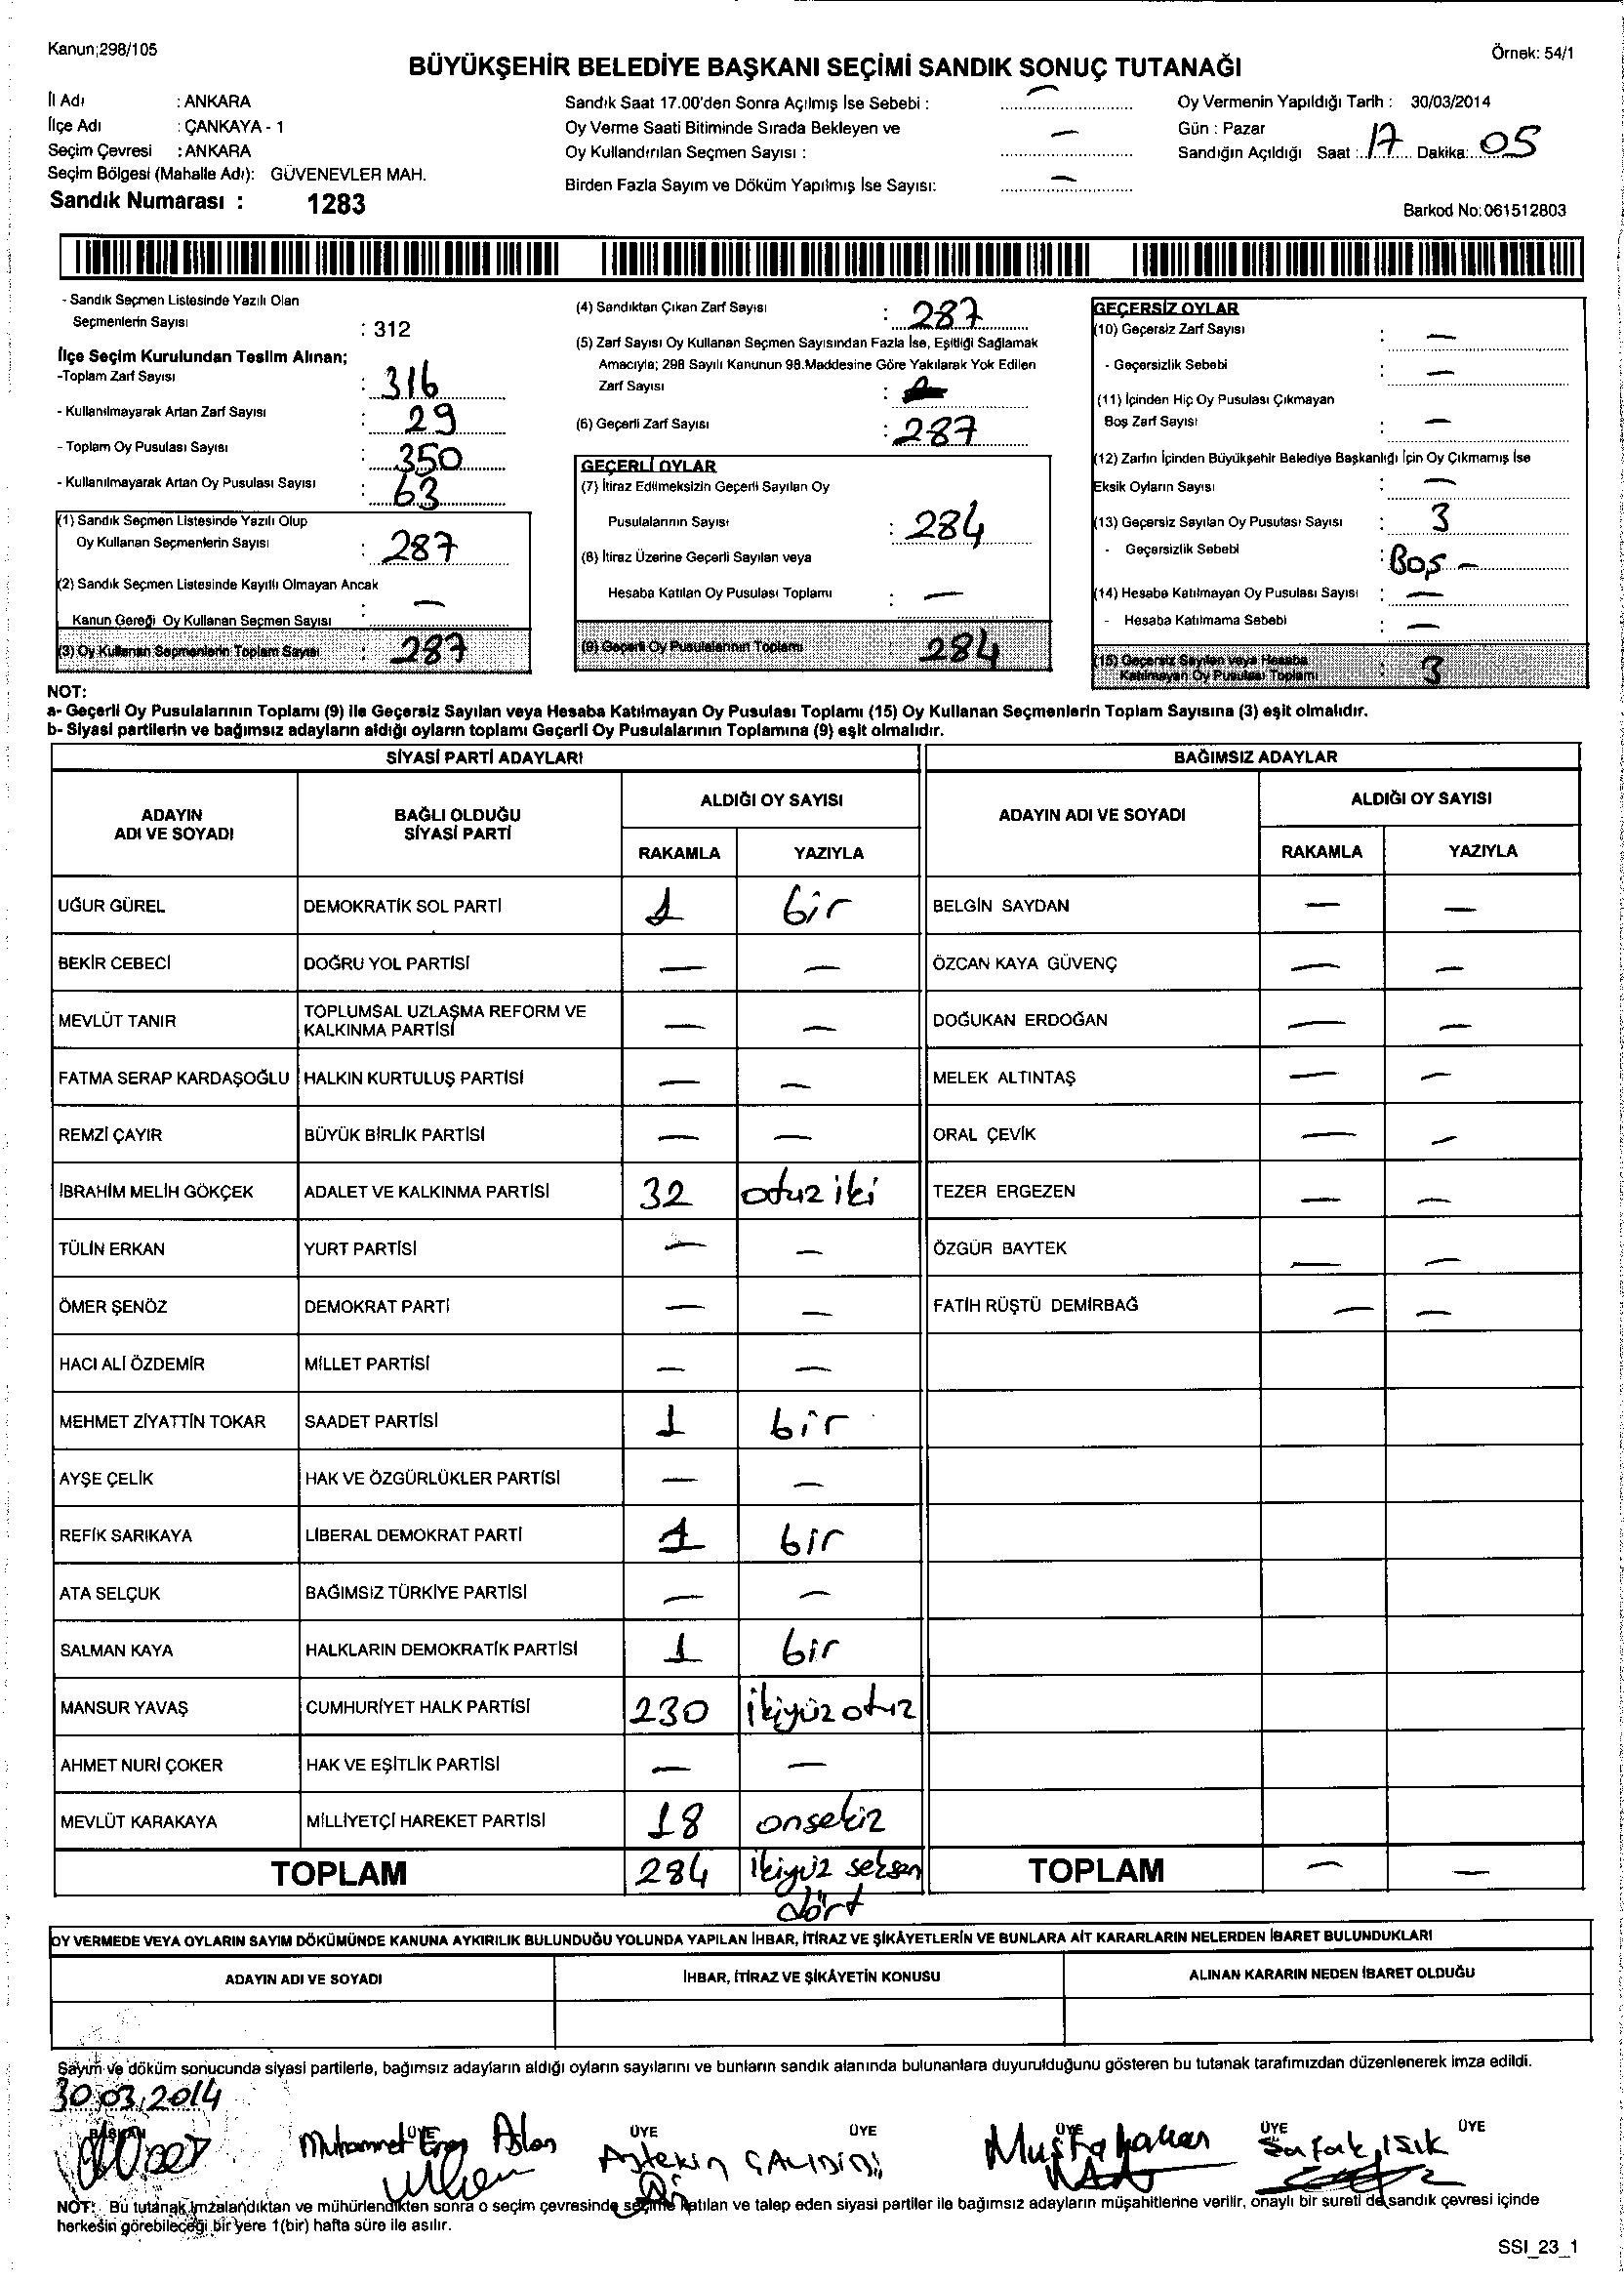 Kanun;298/105
Örnek: 54/1
BÜYÜKŞEHİR BELEDİYE BAŞKANI SEÇİMİ SANDIK SONUÇ TUTANAĞI
İl Adı : ANKARA
İlçe Adı : ÇANKAYA - 1
Seçim Çevresi : ANKARA
Seçim Bölgesi (Mahalle Adı): GÜVENEVLER MAH.
Sandık Numarası : 1283
Sandık Saat 17.00'den Sonra Açılmış İse Sebebi : —
Oy Verme Saati Bitiminde Sırada Bekleyen ve
Oy Kullandırılan Seçmen Sayısı : —
Birden Fazla Sayım ve Döküm Yapılmış İse Sayısı: —
Oy Vermenin Yapıldığı Tarih : 30/03/2014
Gün : Pazar
Sandığın Açıldığı Saat : 17 Dakika: 05
Barkod No:061512803
- Sandık Seçmen Listesinde Yazılı Olan
Seçmenlerin Sayısı : 312
İlçe Seçim Kurulundan Teslim Alınan;
-Toplam Zarf Sayısı : 316
- Kullanılmayarak Artan Zarf Sayısı : 29
- Toplam Oy Pusulası Sayısı : 350
- Kullanılmayarak Artan Oy Pusulası Sayısı : 63
(1) Sandık Seçmen Listesinde Yazılı Olup
Oy Kullanan Seçmenlerin Sayısı : 287
(2) Sandık Seçmen Listesinde Kayıtlı Olmayan Ancak
Kanun Gereği Oy Kullanan Seçmen Sayısı : —
(3) Oy Kullanan Seçmenlerin Toplam Sayısı : 287
(4) Sandıktan Çıkan Zarf Sayısı : 287
(5) Zarf Sayısı Oy Kullanan Seçmen Sayısından Fazla İse, Eşitliği Sağlamak
Amacıyla; 298 Sayılı Kanunun 98.Maddesine Göre Yakılarak Yok Edilen
Zarf Sayısı :
(6) Geçerli Zarf Sayısı : 287
GEÇERLİ OYLAR
(7) İtiraz Edilmeksizin Geçerli Sayılan Oy
Pusulalarının Sayısı : 284
(8) İtiraz Üzerine Geçerli Sayılan veya
Hesaba Katılan Oy Pusulası Toplamı : —
(9) Geçerli Oy Pusulalarının Toplamı 284
GEÇERSİZ OYLAR
(10) Geçersiz Zarf Sayısı : —
- Geçersizlik Sebebi : —
(11) İçinden Hiç Oy Pusulası Çıkmayan
Boş Zarf Sayısı : —
(12) Zarfın İçinden Büyükşehir Belediye Başkanlığı İçin Oy Çıkmamış İse
Eksik Oyların Sayısı : —
(13) Geçersiz Sayılan Oy Pusulası Sayısı : 3
- Geçersizlik Sebebi : Boş -
(14) Hesaba Katılmayan Oy Pusulası Sayısı : —
- Hesaba Katılmama Sebebi : —
(15) Geçersiz Sayılan veya Hesaba
Katılmayan Oy Pusulası Toplamı : 3
NOT:
a- Geçerli Oy Pusulalarının Toplamı (9) ile Geçersiz Sayılan veya Hesaba Katılmayan Oy Pusulası Toplamı (15) Oy Kullanan Seçmenlerin Toplam Sayısına (3) eşit olmalıdır.
b- Siyasi partilerin ve bağımsız adayların aldığı oyların toplamı Geçerli Oy Pusulalarının Toplamına (9) eşit olmalıdır.
SİYASİ PARTİ ADAYLARI BAĞIMSIZ ADAYLAR
ADAYIN ADI VE SOYADI BAĞLI OLDUĞU SİYASİ PARTİ ALDIĞI OY SAYISI ADAYIN ADI VE SOYADI ALDIĞI OY SAYISI
RAKAMLA YAZIYLA RAKAMLA YAZIYLA
UĞUR GÜREL DEMOKRATİK SOL PARTİ 1 bir BELGİN SAYDAN — —
BEKİR CEBECİ DOĞRU YOL PARTİSİ — — ÖZCAN KAYA GÜVENÇ — —
MEVLÜT TANIR TOPLUMSAL UZLAŞMA REFORM VE KALKINMA PARTİSİ — — DOĞUKAN ERDOĞAN — —
FATMA SERAP KARDAŞOĞLU HALKIN KURTULUŞ PARTİSİ — — MELEK ALTINTAŞ — —
REMZİ ÇAYIR BÜYÜK BİRLİK PARTİSİ — — ORAL ÇEVİK — —
İBRAHİM MELİH GÖKÇEK ADALET VE KALKINMA PARTİSİ 32 otuz iki TEZER ERGEZEN — —
TÜLİN ERKAN YURT PARTİSİ — — ÖZGÜR BAYTEK — —
ÖMER ŞENÖZ DEMOKRAT PARTİ — — FATİH RÜŞTÜ DEMİRBAĞ — —
HACI ALİ ÖZDEMİR MİLLET PARTİSİ — —
MEHMET ZİYATTİN TOKAR SAADET PARTİSİ 1 bir
AYŞE ÇELİK HAK VE ÖZGÜRLÜKLER PARTİSİ — —
REFİK SARIKAYA LİBERAL DEMOKRAT PARTİ 1 bir
ATA SELÇUK BAĞIMSIZ TÜRKİYE PARTİSİ — —
SALMAN KAYA HALKLARIN DEMOKRATİK PARTİSİ 1 bir
MANSUR YAVAŞ CUMHURİYET HALK PARTİSİ 230 ikiyüz otuz
AHMET NURİ ÇOKER HAK VE EŞİTLİK PARTİSİ — —
MEVLÜT KARAKAYA MİLLİYETÇİ HAREKET PARTİSİ 18 onsekiz
TOPLAM 284 ikiyüz seksen dört TOPLAM — —
OY VERMEDE VEYA OYLARIN SAYIM DÖKÜMÜNDE KANUNA AYKIRILIK BULUNDUĞU YOLUNDA YAPILAN İHBAR, İTİRAZ VE ŞİKÂYETLERİN VE BUNLARA AİT KARARLARIN NELERDEN İBARET BULUNDUKLARI
ADAYIN ADI VE SOYADI İHBAR, İTİRAZ VE ŞİKÂYETİN KONUSU ALINAN KARARIN NEDEN İBARET OLDUĞU
Sayım ve döküm sonucunda siyasi partilerle, bağımsız adayların aldığı oyların sayılarını ve bunların sandık alanında bulunanlara duyurulduğunu gösteren bu tutanak tarafımızdan düzenlenerek imza edildi.
30.03.2014
BAŞKAN ÜYE ÜYE ÜYE ÜYE ÜYE ÜYE
Muhammet Aslan Mustafa Safak ışık
NOT: Bu tutanak imzalandıktan ve mühürlendikten sonra o seçim çevresinde seçime katılan ve talep eden siyasi partiler ile bağımsız adayların müşahitlerine verilir, onaylı bir sureti de sandık çevresi içinde
herkesin görebileceği bir yere 1(bir) hafta süre ile asılır.
SSI_23_1